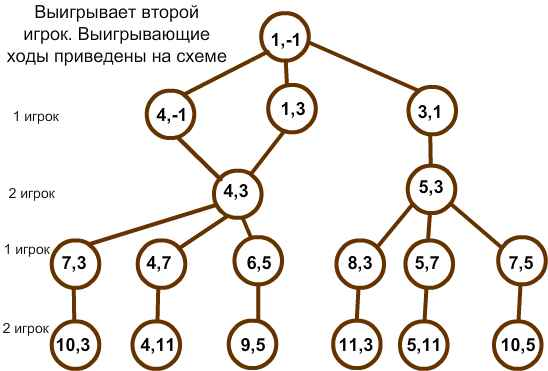 Выигрывает второй
игрок. Выигрывающие
ходы приведены на схеме
1,-1
1 игрок
4,-1
1,3
3,1
2 игрок
4,3
5,3
1 игрок
7,3
4,7
6,5
8,3
5,7
7,5
2 игрок
10,3
4,11
9,5
11,3
5,11
10,5